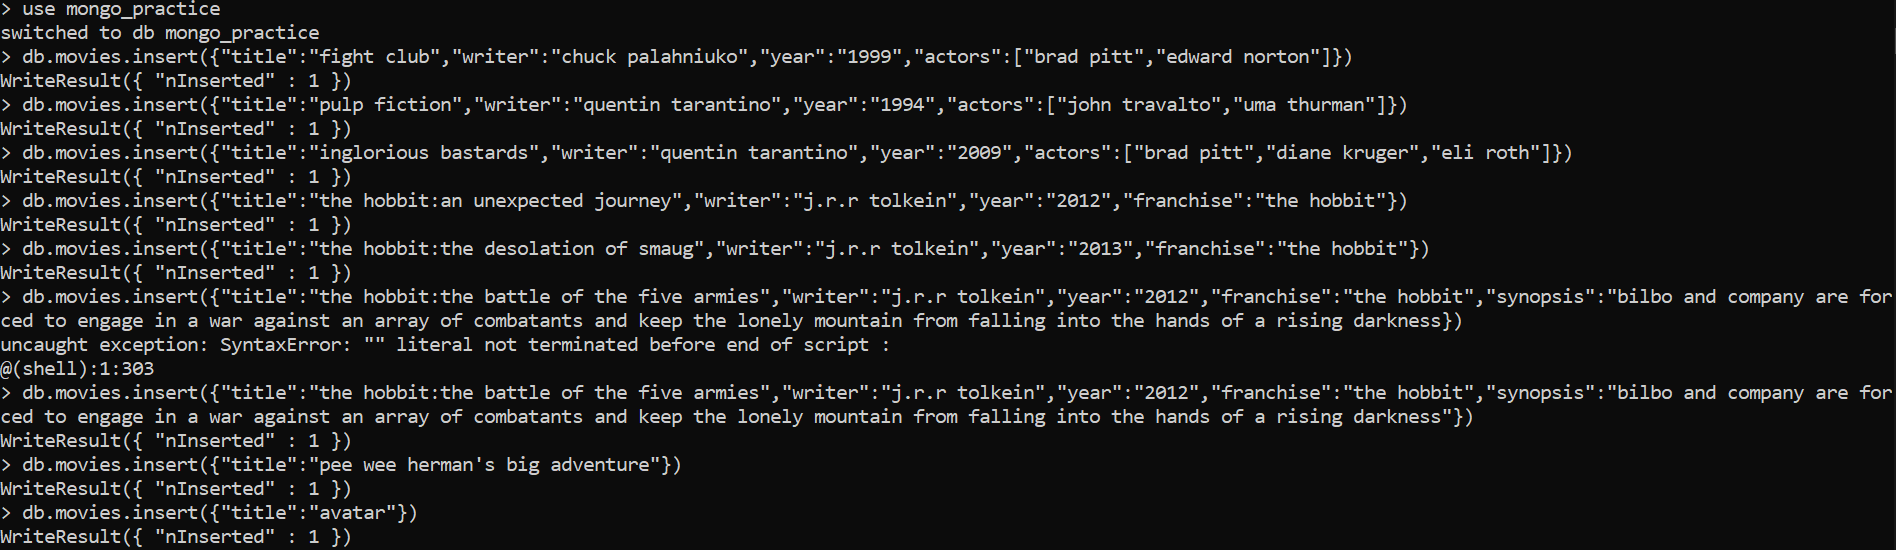 > use mongo_practice
switched to db mongo_practice
> db.movies.insert({"title":"fight club","writer":"chuck palahniuko","year":"1999","actors":["brad pitt","edward norton"]})
WriteResult({ "nInserted" : 1 })
> db.movies.insert({"title":"pulp fiction","writer":"quentin tarantino","year":"1994","actors":["john travalto","uma thurman"]})
WriteResult({ "nInserted" : 1 })
> db.movies.insert({"title":"inglorious bastards","writer":"quentin tarantino","year":"2009","actors":["brad pitt","diane kruger","eli roth"]})
WriteResult({ "nInserted" : 1 })
> db.movies.insert({"title":"the hobbit:an unexpected journey","writer":"j.r.r tolkein","year":"2012","franchise":"the hobbit"})
WriteResult({ "nInserted" : 1 })
> db.movies.insert({"title":"the hobbit:the desolation of smaug","writer":"j.r.r tolkein","year":"2013","franchise":"the hobbit"})
WriteResult({ "nInserted" : 1 })
> db.movies.insert({"title":"the hobbit:the battle of the five armies","writer":"j.r.r tolkein","year":"2012","franchise":"the hobbit","synopsis":"bilbo and company are for
ced to engage in a war against an array of combatants and keep the lonely mountain from falling into the hands of a rising darkness})
uncaught exception: SyntaxError: "" literal not terminated before end of script :
@(shell):1:303
> db.movies.insert({"title":"the hobbit:the battle of the five armies","writer":"j.r.r tolkein","year":"2012","franchise":"the hobbit","synopsis":"bilbo and company are for
ced to engage in a war against an array of combatants and keep the lonely mountain from falling into the hands of a rising darkness"})
WriteResult({ "nInserted" : 1 })
> db.movies.insert({"title":"pee wee herman's big adventure"})
WriteResult({ "nInserted" : 1 })
> db.movies.insert({"title":"avatar"})
WriteResult({ "nInserted" : 1 })